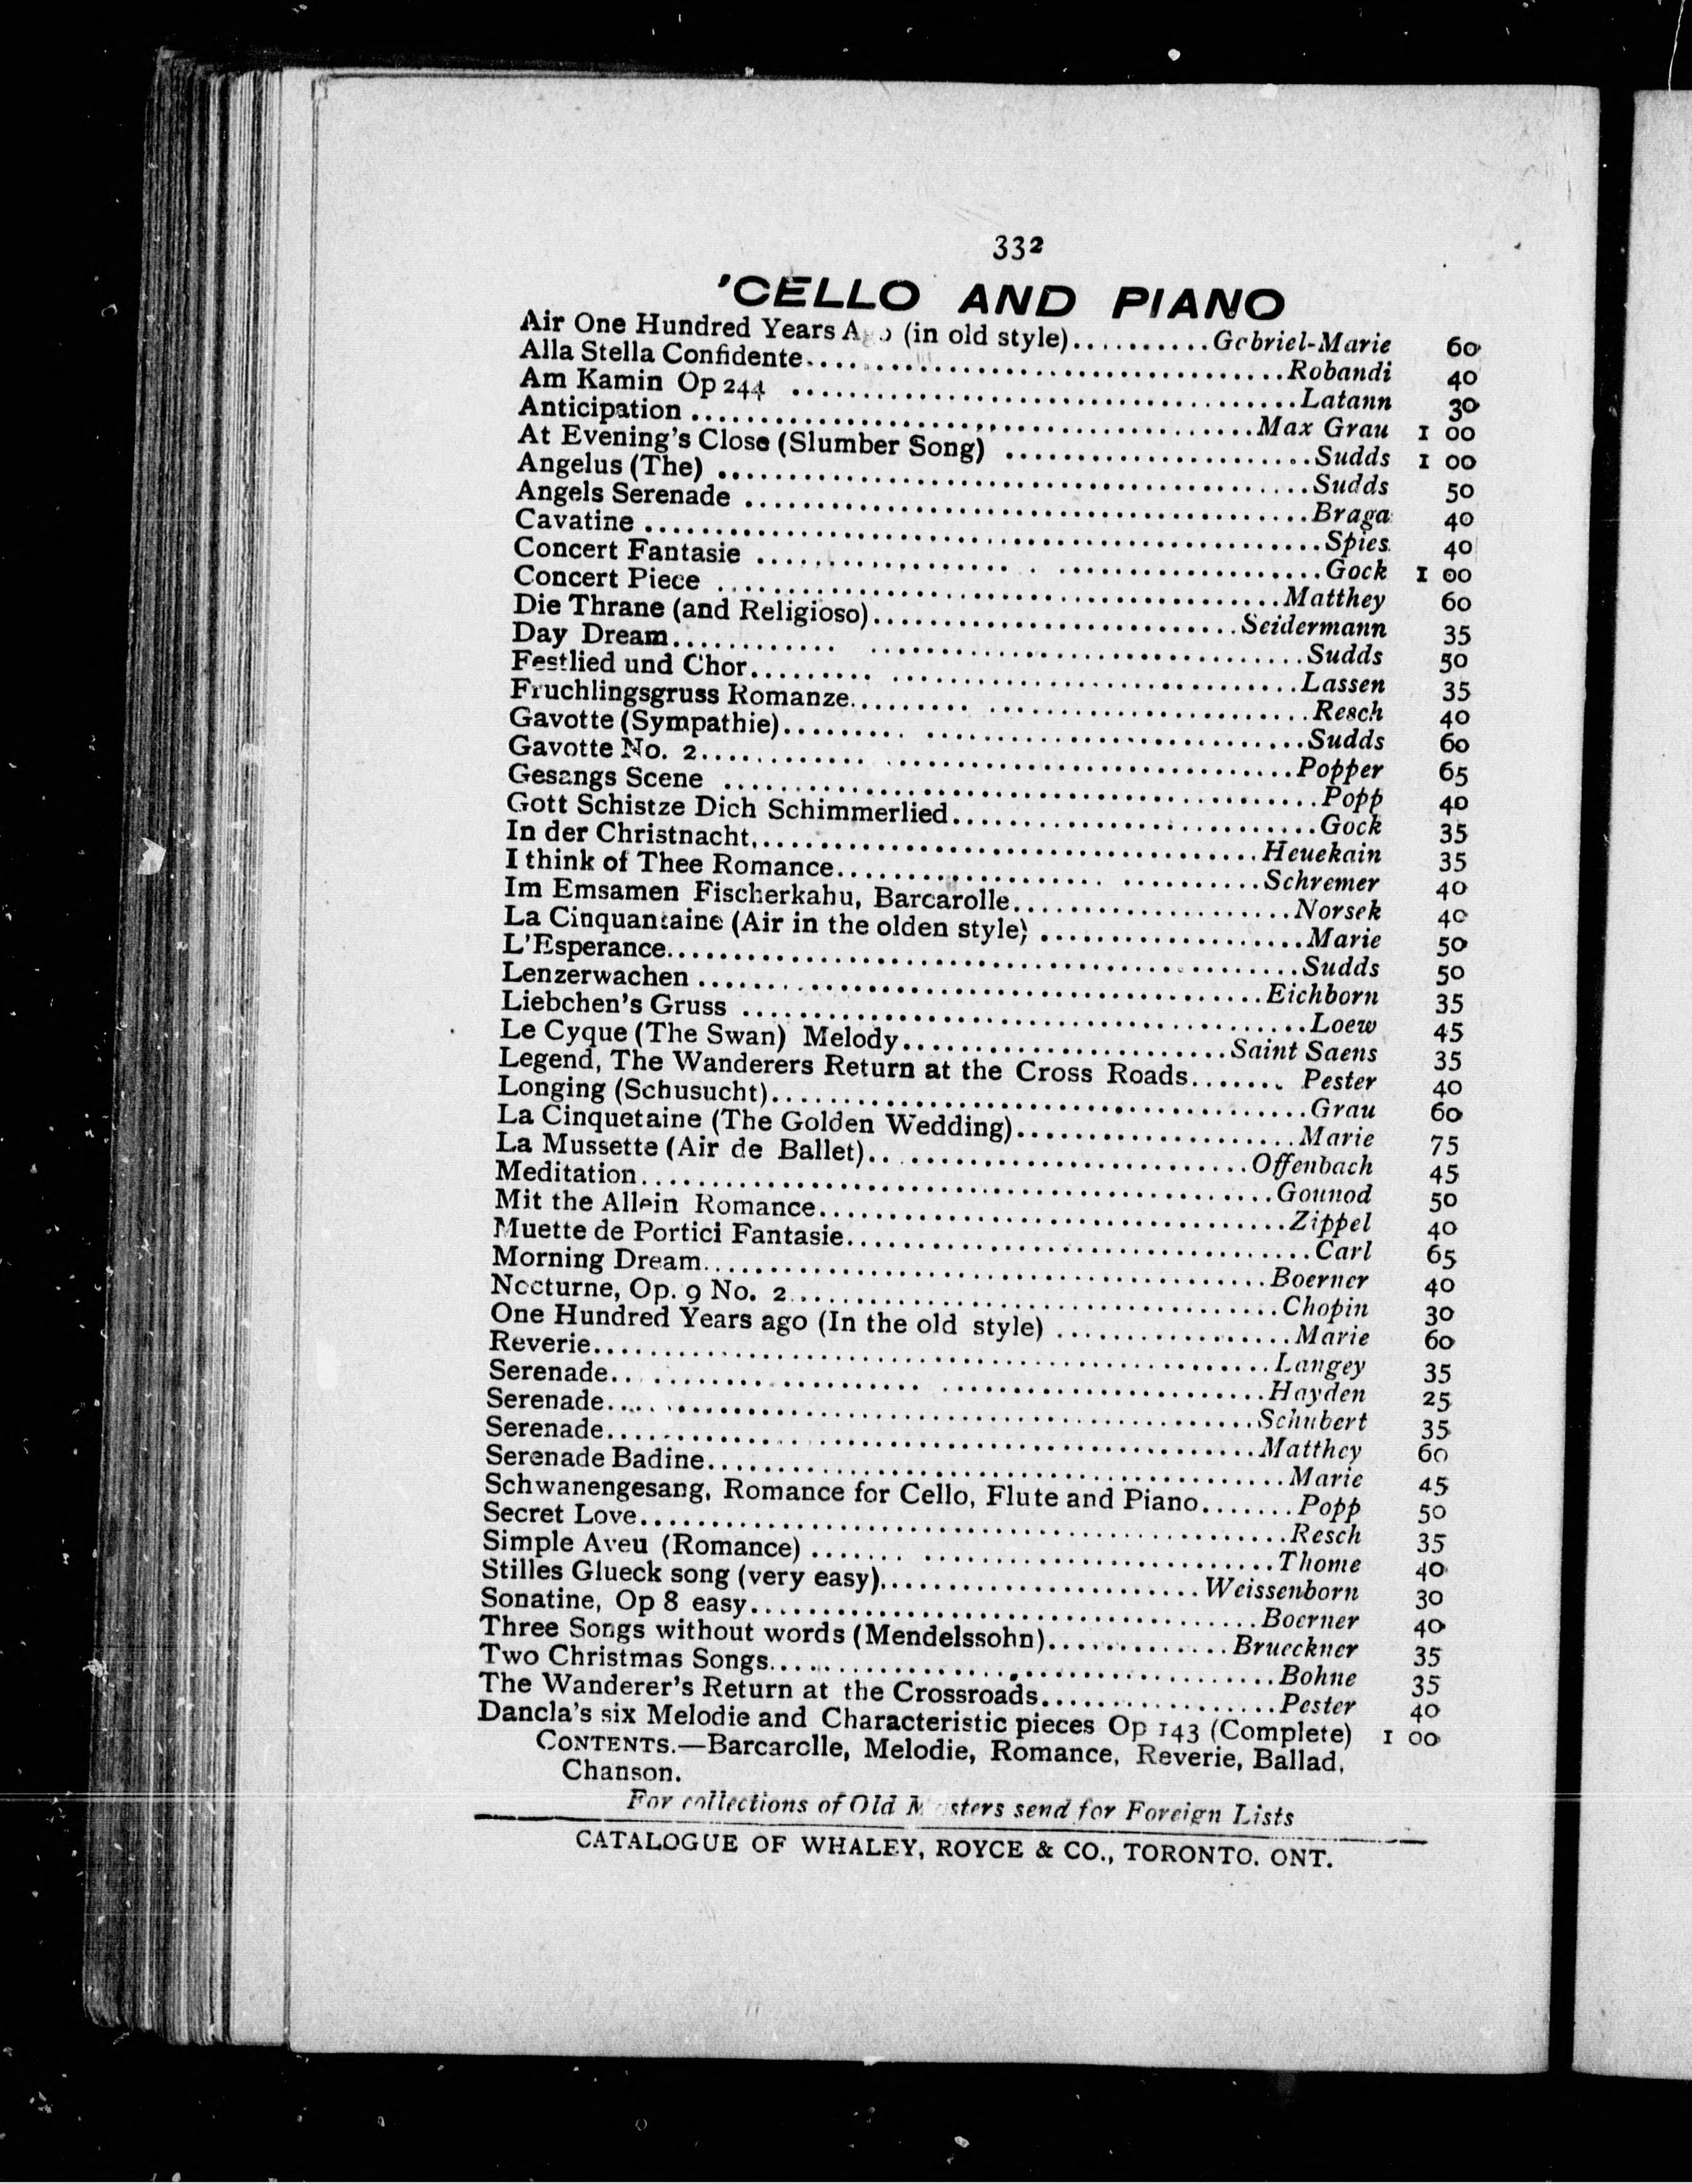 332
'CELLO AND PIANO
Air One Hundred Years Ago (in old style).......... Gabriel-Marie 60
Alla Stella Confidente.................................. Robandi 40
Am Kamin Op 244 .................................... Latann 30
Anticipation ........................................ Max Grau 1 00
At Evening's Close (Slumber Song) ...................... Sudds 1 00
Angelus (The) .......................................... Sudds 50
Angels Serenade ........................................ Braga 40
Cavatine ................................................ Spies 40
Concert Fantasie ........................................ Gock 1 00
Concert Piece ........................................ Matthey 60
Die Thrane (and Religioso).......................... Seidermann 35
Day Dream............ ............................... Sudds 50
Festlied und Chor......... ............................. Lassen 35
Fruchlingsgruss Romanze......... ....................... Resch 40
Gavotte (Sympathie)......... ........................... Sudds 60
Gavotte No. 2............ ............................. Popper 65
Gesangs Scene .......................................... Popp 40
Gott Schistze Dich Schimmerlied.......................... Gock 35
In der Christnacht.................................... Heuekain 35
I think of Thee Romance................... .......... Schremer 40
Im Emsamen Fischerkahu, Barcarolle.................... Norsek 40
La Cinquantaine (Air in the olden style) ................... Marie 50
L'Esperance............................................. Sudds 50
Lenzerwachen ........................................ Eichborn 35
Liebchen's Gruss ........................................ Loew 45
Le Cyque (The Swan) Melody....................... Saint Saens 35
Legend, The Wanderers Return at the Cross Roads....... Pester 40
Longing (Schusucht)...................................... Grau 60
La Cinquetaine (The Golden Wedding).................... Marie 75
La Mussette (Air de Ballet)........................... Offenbach 45
Meditation............................................. Gounod 50
Mit the Allein Romance................................. Zippel 40
Muette de Portici Fantasie................................. Carl 65
Morning Dream........................................ Boerner 40
Nocturne, Op. 9 No. 2................................... Chopin 30
One Hundred Years ago (In the old style) ................. Marie 60
Reverie................................................ Langey 35
Serenade...................... ....................... Hayden 25
Serenade.............................................. Schubert 35
Serenade.............................................. Matthey 60
Serenade Badine......................................... Marie 45
Schwanengesang, Romance for Cello, Flute and Piano....... Popp 50
Secret Love.............................................. Resch 35
Simple Aveu (Romance) ....... ......................... Thome 40
Stilles Glueck song (very easy)....................... Weissenborn 30
Sonatine, Op 8 easy.................................... Boerner 40
Three Songs without words (Mendelssohn)............. Brueckner 35
Two Christmas Songs.................................... Bohne 35
The Wanderer's Return at the Crossroads................. Pester 40
Dancla's six Melodie and Characteristic pieces Op 143 (Complete) 1 00
CONTENTS.—Barcarolle, Melodie, Romance, Reverie, Ballad,
Chanson.
For collections of Old Masters send for Foreign Lists
CATALOGUE OF WHALEY, ROYCE & CO., TORONTO. ONT.